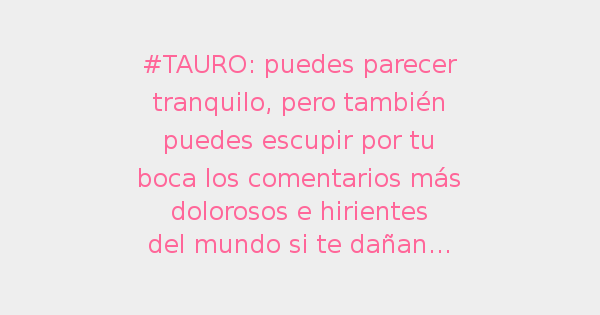 #TAURO: puedes parecer
tranquilo, pero también
puedes escupir por tu
boca los comentarios más
dolorosos e hirientes
del mundo si te dañan...